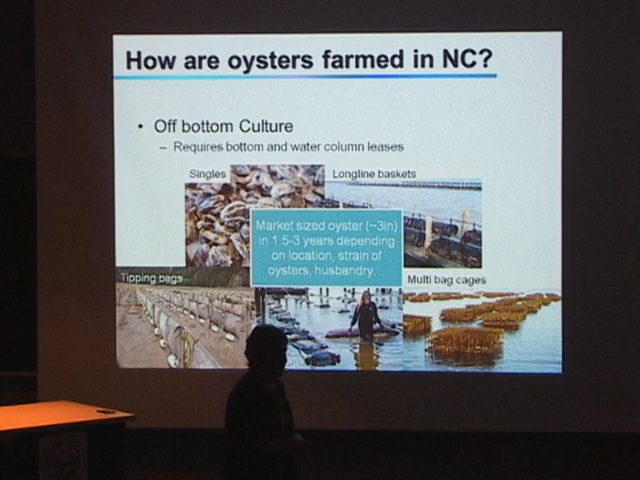 How are oysters farmed in NC?
• Off bottom Culture
– Requires bottom and water column leases
Singles
Longline baskets
Market sized oyster (~3in)
in 1.5-3 years depending
on location, strain of
oysters, husbandry...
Tipping bags
Multi bag cages